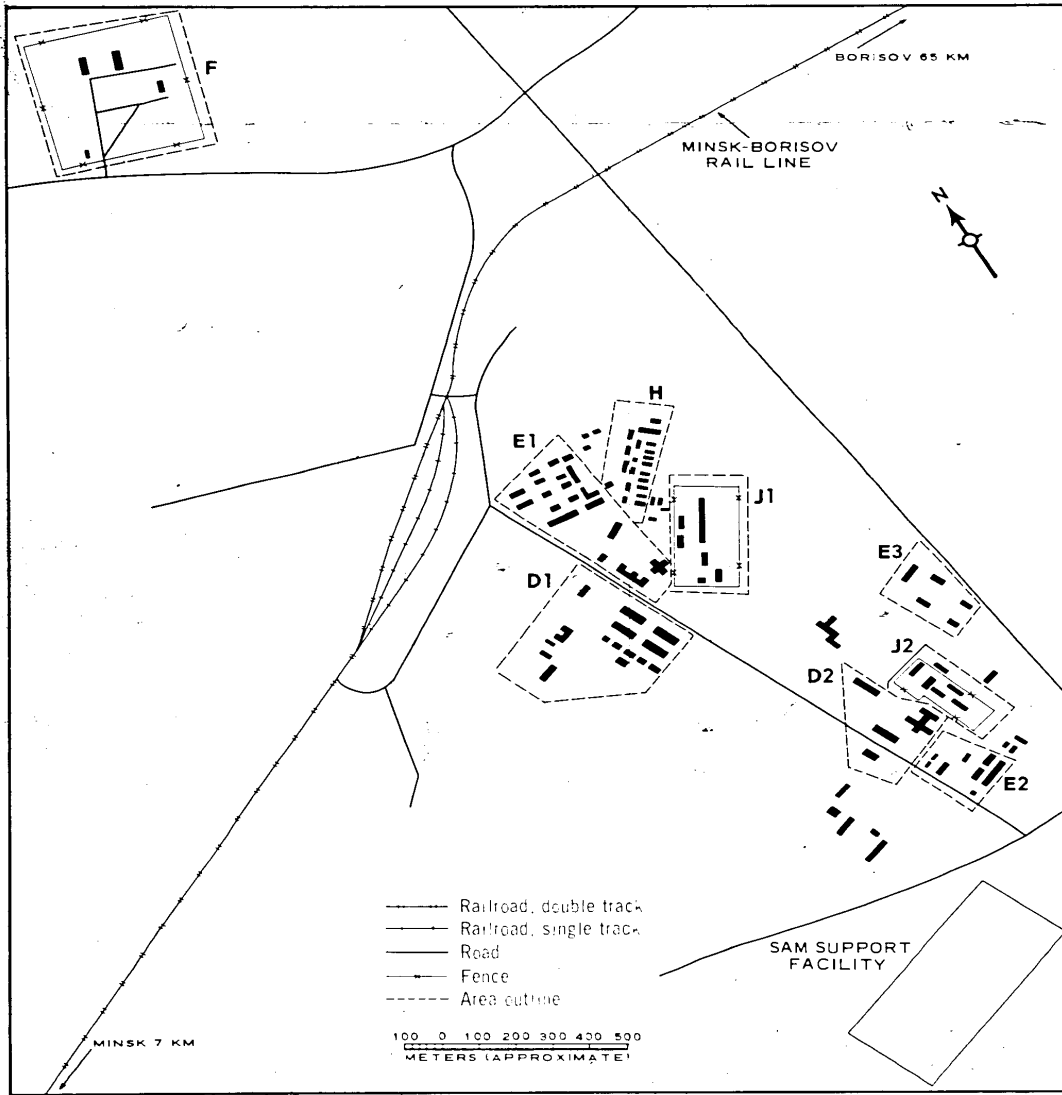 F
BORISOV 65 KM
MINSK-BORISOV
RAIL LINE
N
H
E1
J1
E3
D1
J2
D2
E2
Railroad, double track
Railroad, single track
Road
Fence
Area outline
SAM SUPPORT
FACILITY
100 0 100 200 300 400 500
METERS (APPROXIMATE)
MINSK 7 KM